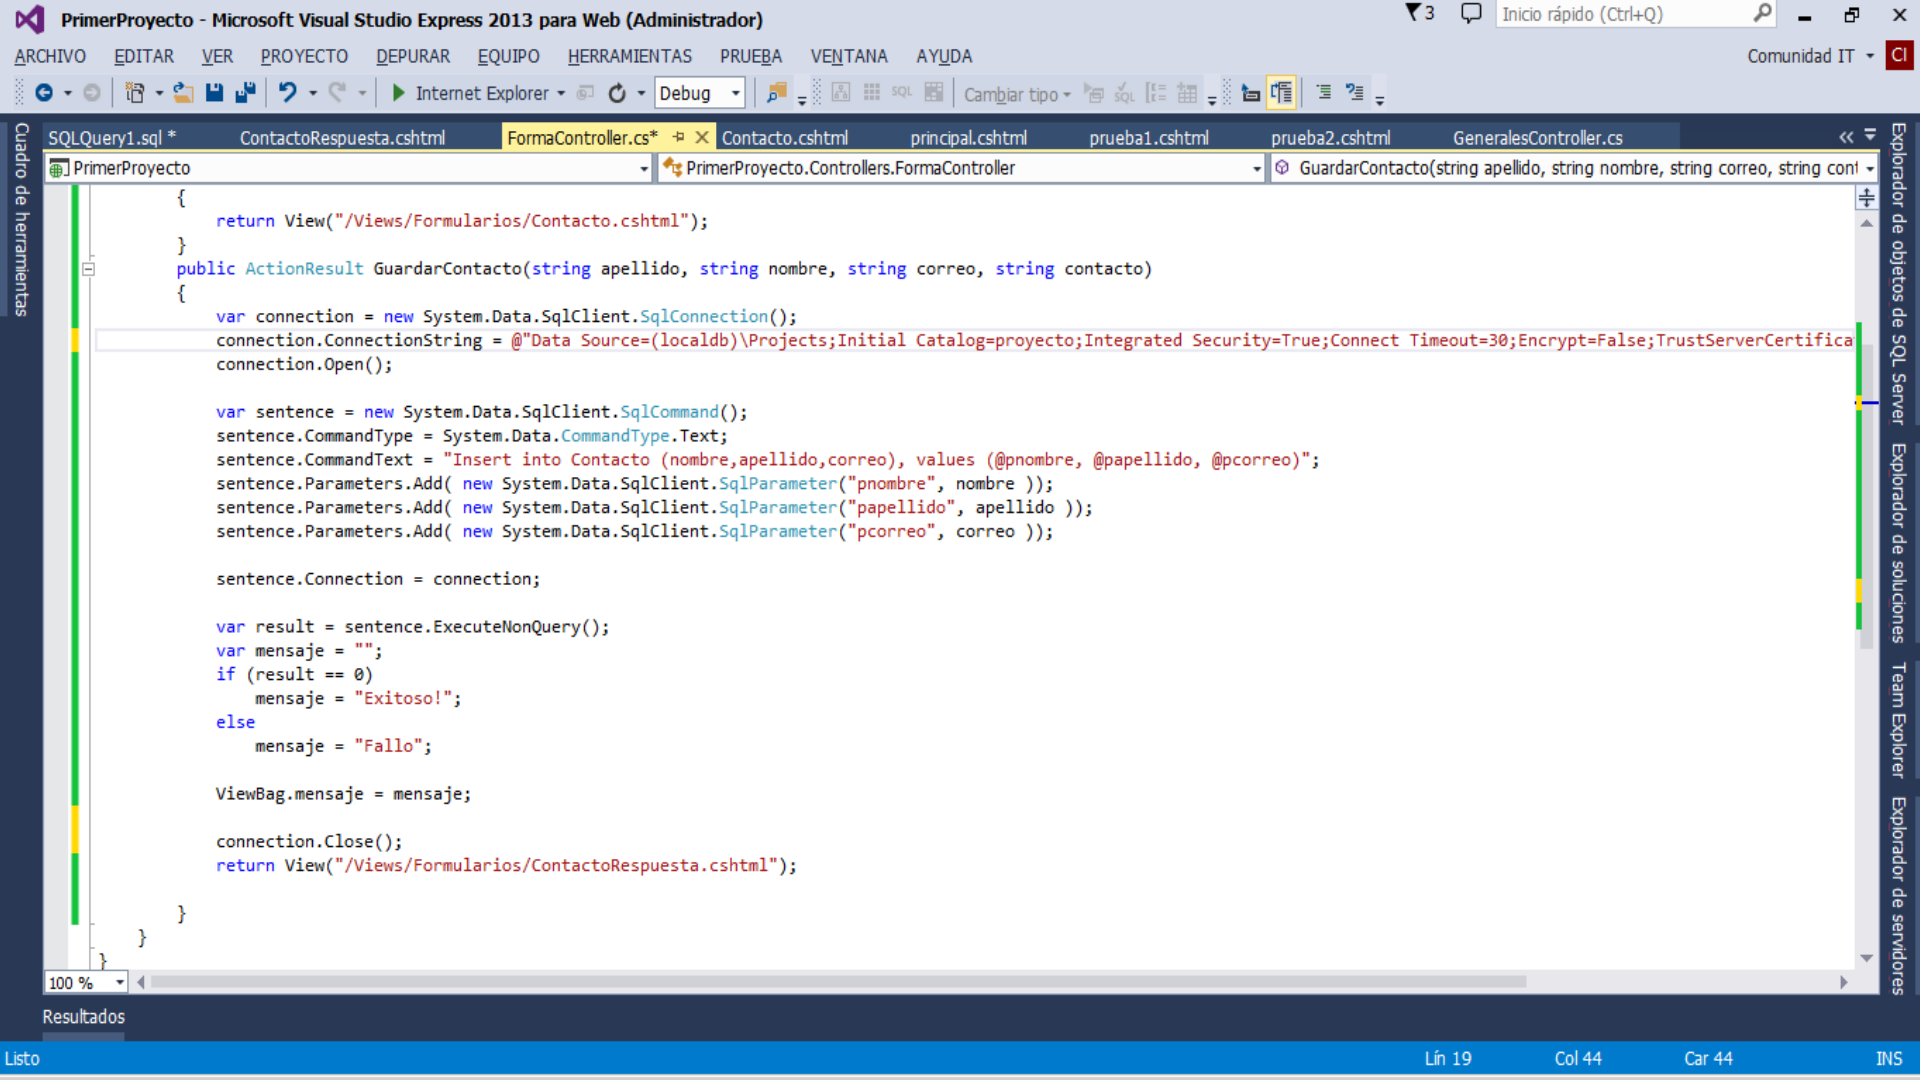 PrimerProyecto - Microsoft Visual Studio Express 2013 para Web (Administrador)
3
Inicio rápido (Ctrl+Q)
ARCHIVO EDITAR VER PROYECTO DEPURAR EQUIPO HERRAMIENTAS PRUEBA VENTANA AYUDA
Comunidad IT
CI
Internet Explorer
Debug
SQL
Cambiar tipo
SQL
SQLQuery1.sql *
ContactoRespuesta.cshtml
FormaController.cs*
Contacto.cshtml
principal.cshtml
prueba1.cshtml
prueba2.cshtml
GeneralesController.cs
PrimerProyecto
PrimerProyecto.Controllers.FormaController
GuardarContacto(string apellido, string nombre, string correo, string cont
Cuadro de herramientas
{
return View("/Views/Formularios/Contacto.cshtml");
}
public ActionResult GuardarContacto(string apellido, string nombre, string correo, string contacto)
{
var connection = new System.Data.SqlClient.SqlConnection();
connection.ConnectionString = @"Data Source=(localdb)\Projects;Initial Catalog=proyecto;Integrated Security=True;Connect Timeout=30;Encrypt=False;TrustServerCertifica
connection.Open();
var sentence = new System.Data.SqlClient.SqlCommand();
sentence.CommandType = System.Data.CommandType.Text;
sentence.CommandText = "Insert into Contacto (nombre,apellido,correo), values (@pnombre, @papellido, @pcorreo)";
sentence.Parameters.Add( new System.Data.SqlClient.SqlParameter("pnombre", nombre ));
sentence.Parameters.Add( new System.Data.SqlClient.SqlParameter("papellido", apellido ));
sentence.Parameters.Add( new System.Data.SqlClient.SqlParameter("pcorreo", correo ));
sentence.Connection = connection;
var result = sentence.ExecuteNonQuery();
var mensaje = "";
if (result == 0)
mensaje = "Exitoso!";
else
mensaje = "Fallo";
ViewBag.mensaje = mensaje;
connection.Close();
return View("/Views/Formularios/ContactoRespuesta.cshtml");
}
}
}
Explorador de objetos de SQL Server
Explorador de soluciones
Team Explorer
Explorador de servidores
100 %
Resultados
Listo
Lín 19
Col 44
Car 44
INS